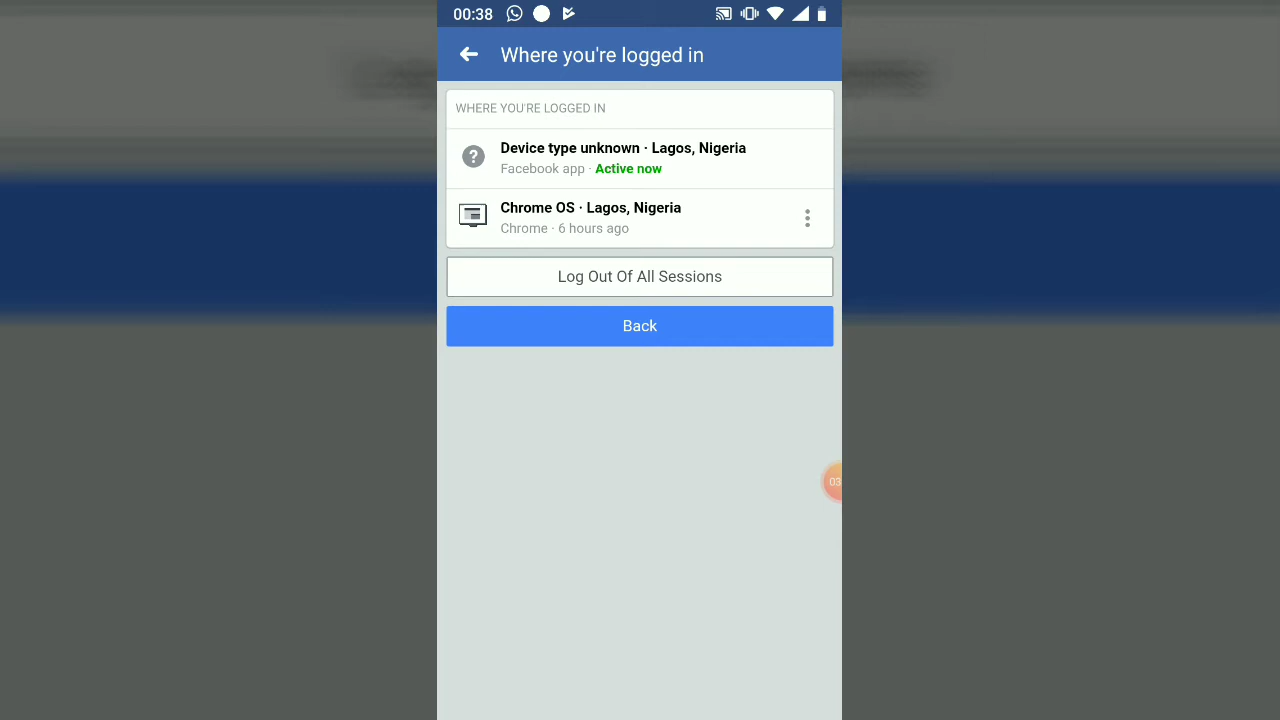 00:38
Where you're logged in
WHERE YOU'RE LOGGED IN
Device type unknown · Lagos, Nigeria
Facebook app · Active now
Chrome OS · Lagos, Nigeria
Chrome · 6 hours ago
Log Out Of All Sessions
Back